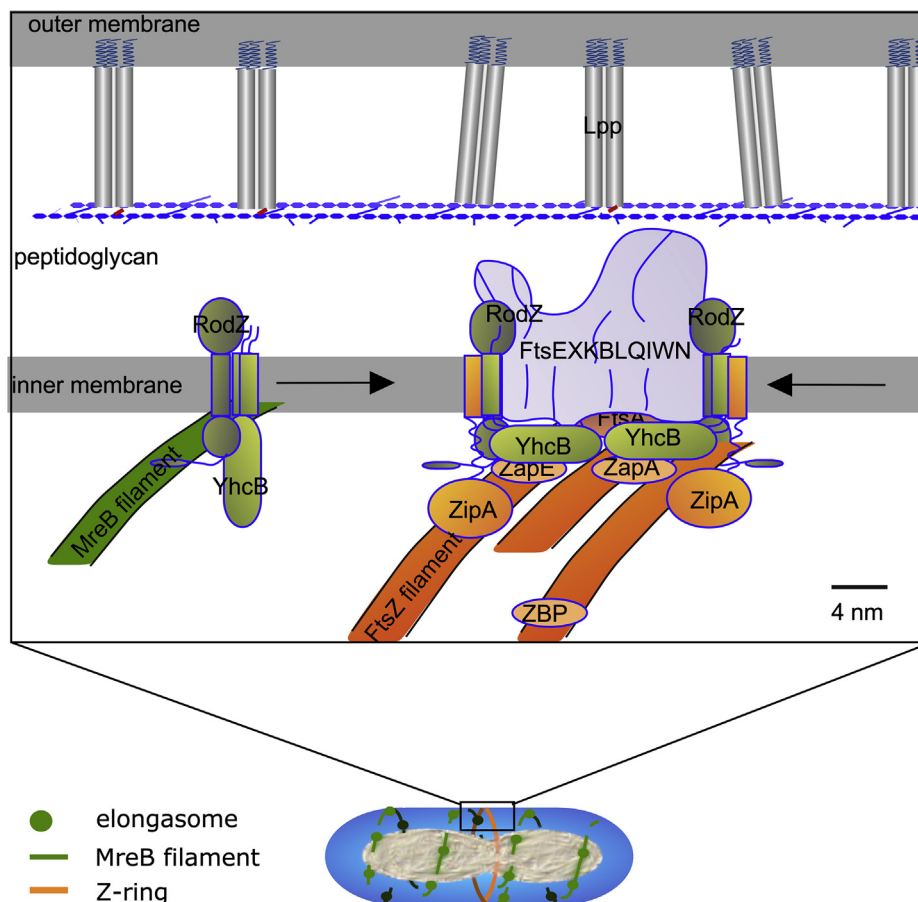 outer membrane
Lpp
peptidoglycan
RodZ
RodZ
RodZ
FtsEXKBLQIWN
inner membrane
FtsA
YhcB
YhcB
ZapE
ZapA
YhcB
ZipA
ZipA
MreB filament
FtsZ filament
ZBP
4 nm
elongasome
MreB filament
Z-ring